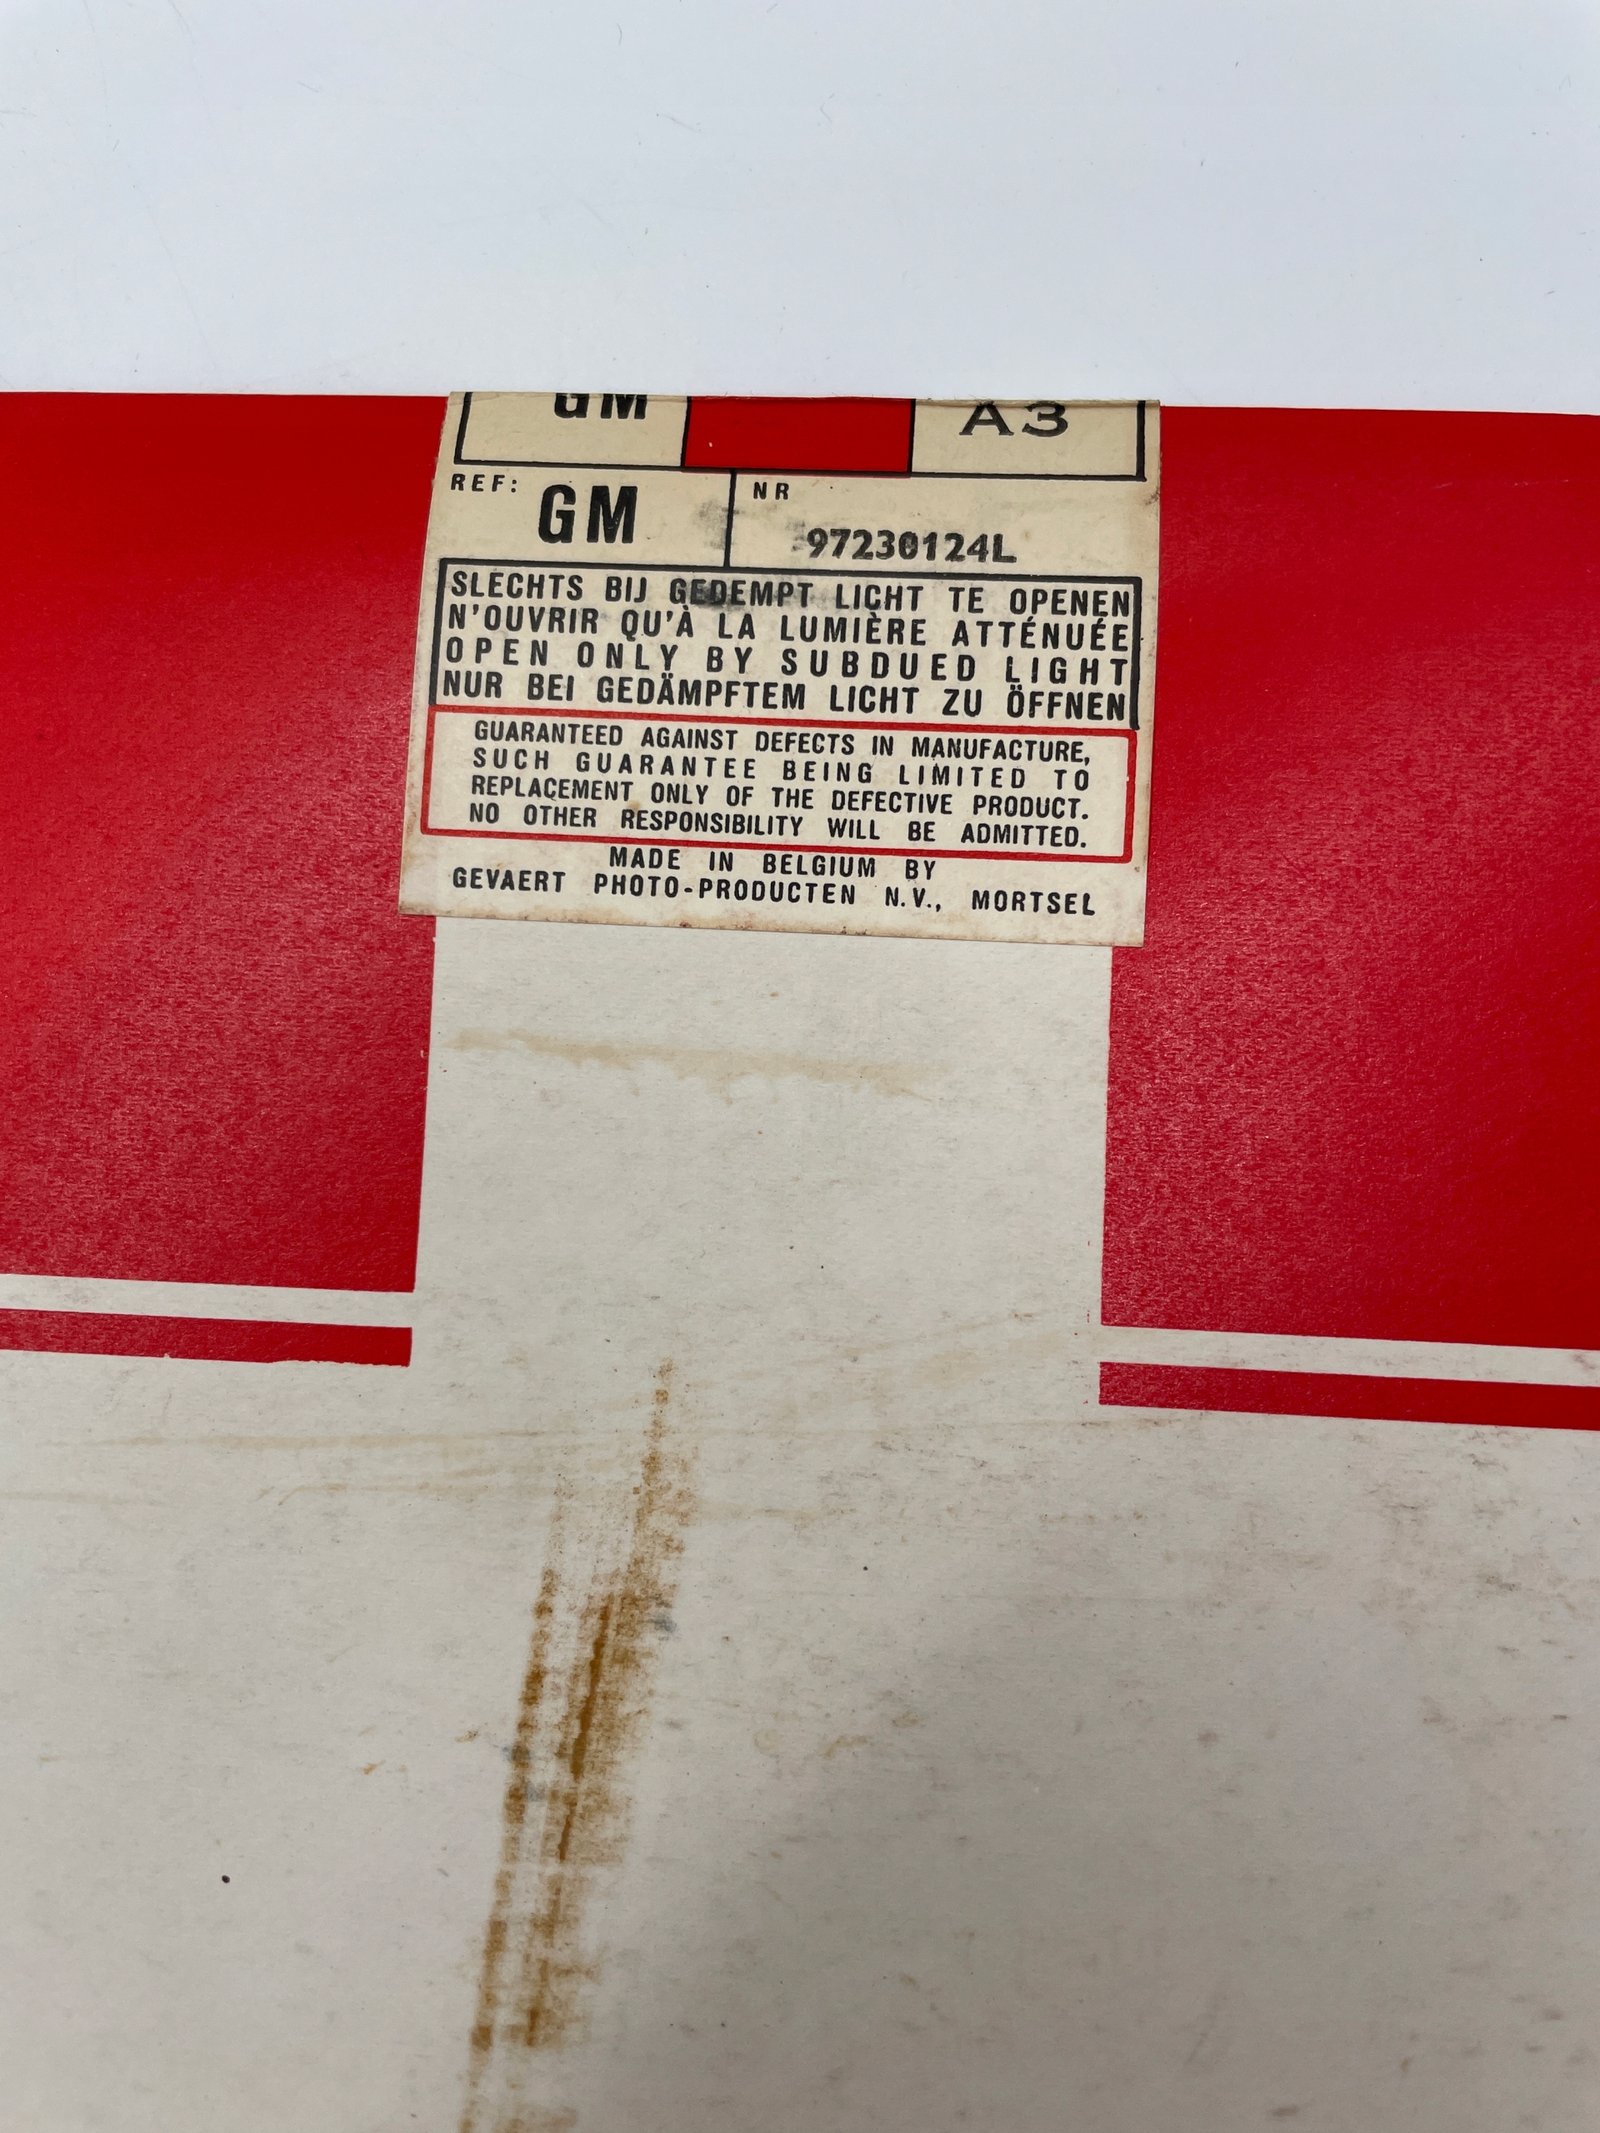 GM A3
REF: GM NR 97230124L
SLECHTS BIJ GEDEMPT LICHT TE OPENEN
N'OUVRIR QU'À LA LUMIÈRE ATTÉNUÉE
OPEN ONLY BY SUBDUED LIGHT
NUR BEI GEDÄMPFTEM LICHT ZU ÖFFNEN
GUARANTEED AGAINST DEFECTS IN MANUFACTURE,
SUCH GUARANTEE BEING LIMITED TO
REPLACEMENT ONLY OF THE DEFECTIVE PRODUCT.
NO OTHER RESPONSIBILITY WILL BE ADMITTED.
MADE IN BELGIUM BY
GEVAERT PHOTO-PRODUCTEN N.V., MORTSEL